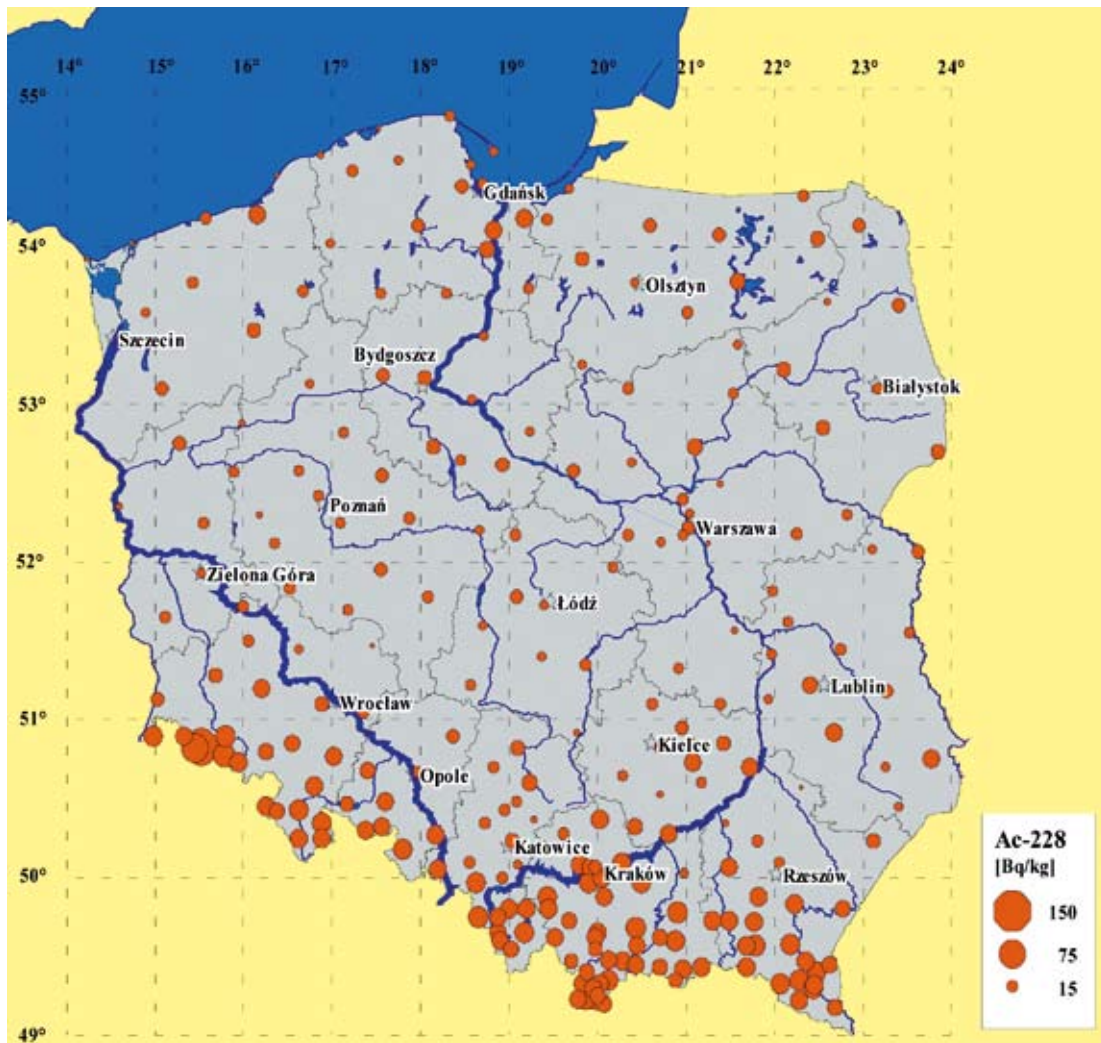 14° 15° 16° 17° 18° 19° 20° 21° 22° 23° 24°
55°
Gdańsk
54°
Olsztyn
Szczecin
Bydgoszcz
Białystok
53°
Poznań
Warszawa
52°
Zielona Góra
Łódź
Lublin
Wrocław
51°
Kielce
Opole
Ac-228
[Bq/kg]
Katowice
Kraków
Rzeszów
50°
150
75
15
49°